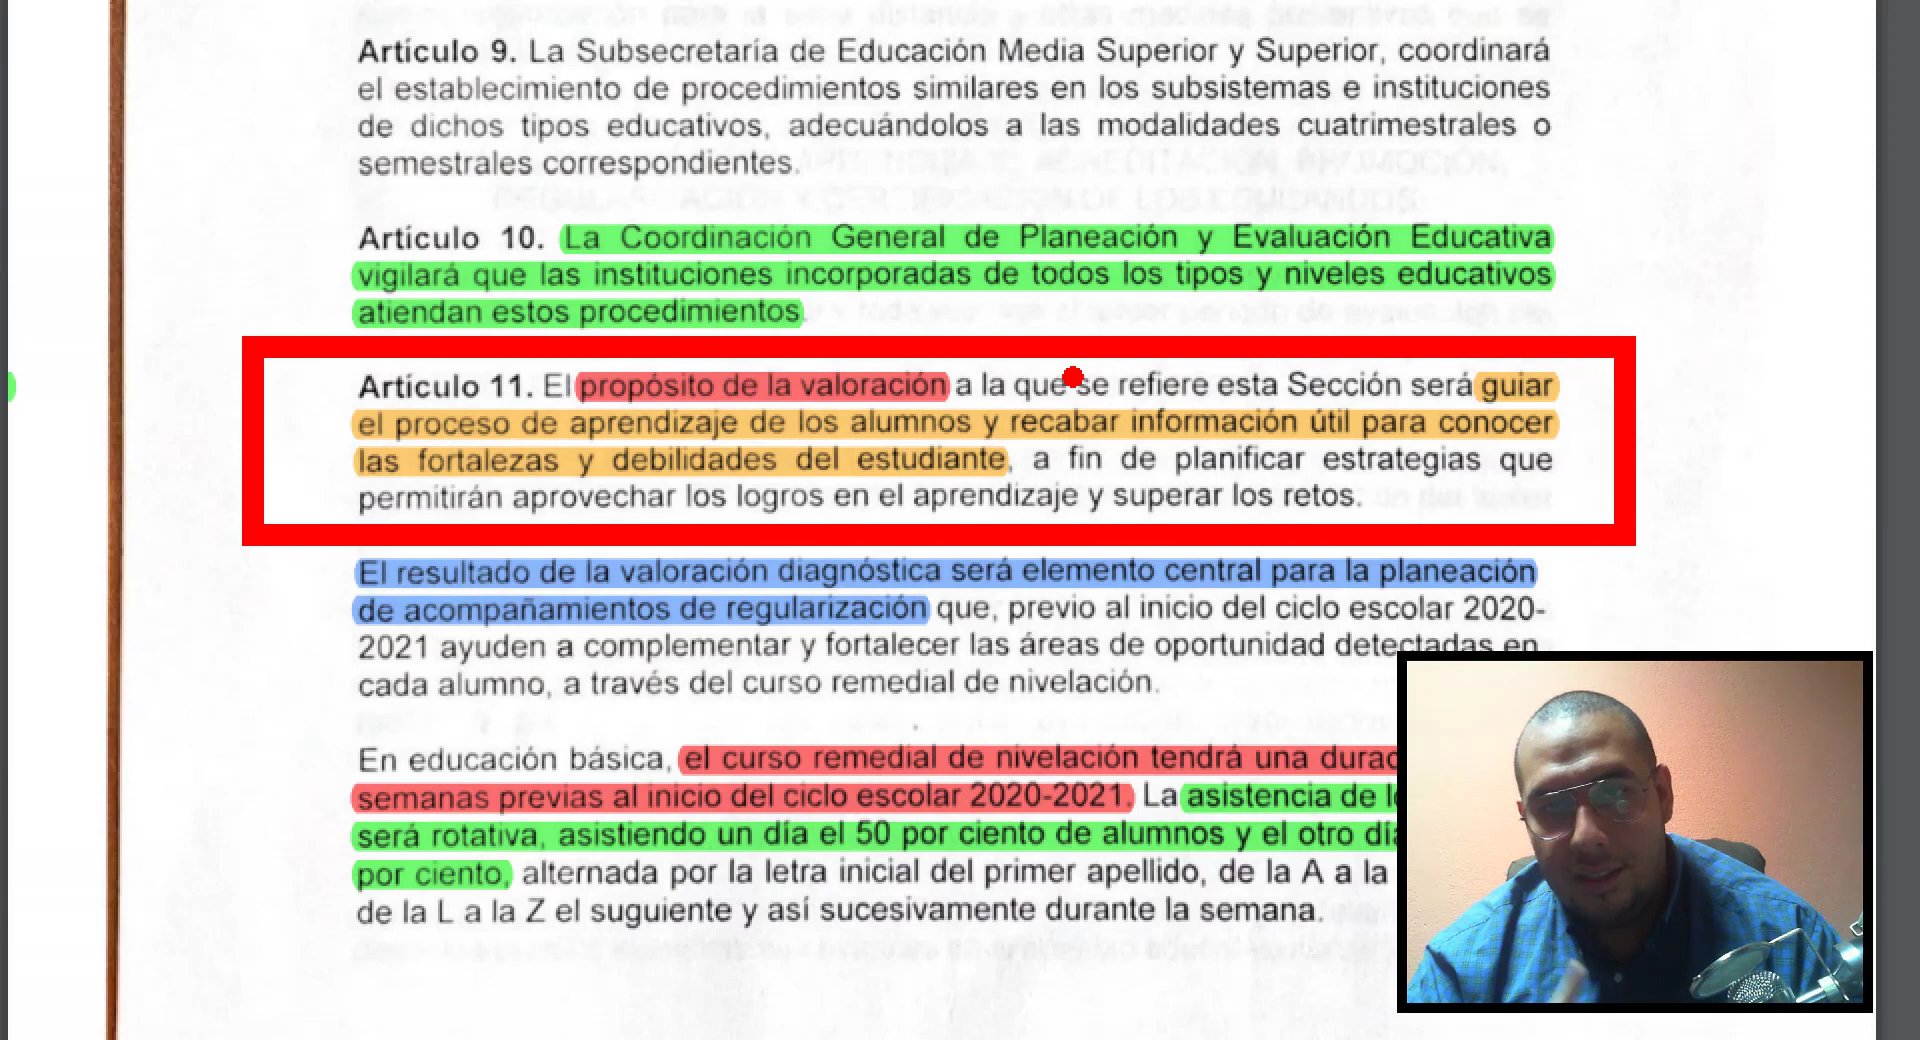 Artículo 9. La Subsecretaría de Educación Media Superior y Superior, coordinará
el establecimiento de procedimientos similares en los subsistemas e instituciones
de dichos tipos educativos, adecuándolos a las modalidades cuatrimestrales o
semestrales correspondientes.
Artículo 10. La Coordinación General de Planeación y Evaluación Educativa
vigilará que las instituciones incorporadas de todos los tipos y niveles educativos
atiendan estos procedimientos.
Artículo 11. El propósito de la valoración a la que se refiere esta Sección será guiar
el proceso de aprendizaje de los alumnos y recabar información útil para conocer
las fortalezas y debilidades del estudiante, a fin de planificar estrategias que
permitirán aprovechar los logros en el aprendizaje y superar los retos.
El resultado de la valoración diagnóstica será elemento central para la planeación
de acompañamientos de regularización que, previo al inicio del ciclo escolar 2020-
2021 ayuden a complementar y fortalecer las áreas de oportunidad detectadas en
cada alumno, a través del curso remedial de nivelación.
En educación básica, el curso remedial de nivelación tendrá una
semanas previas al inicio del ciclo escolar 2020-2021. La asistencia de
será rotativa, asistiendo un día el 50 por ciento de alumnos y el otro día
por ciento, alternada por la letra inicial del primer apellido, de la A a la
de la L a la Z el suguiente y así sucesivamente durante la semana.